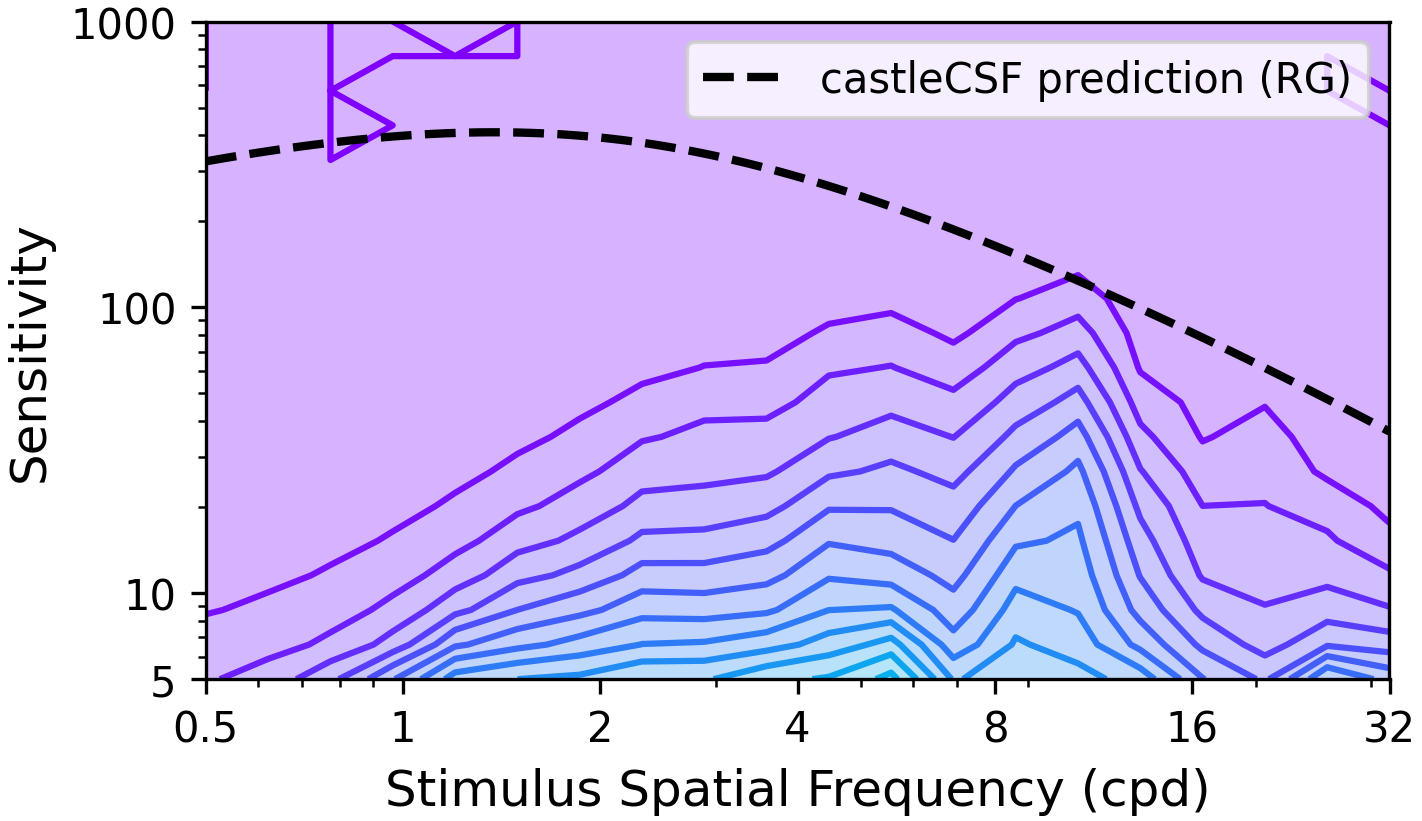 1000
castleCSF prediction (RG)
100
10
5
Sensitivity
0.5 1 2 4 8 16 32
Stimulus Spatial Frequency (cpd)